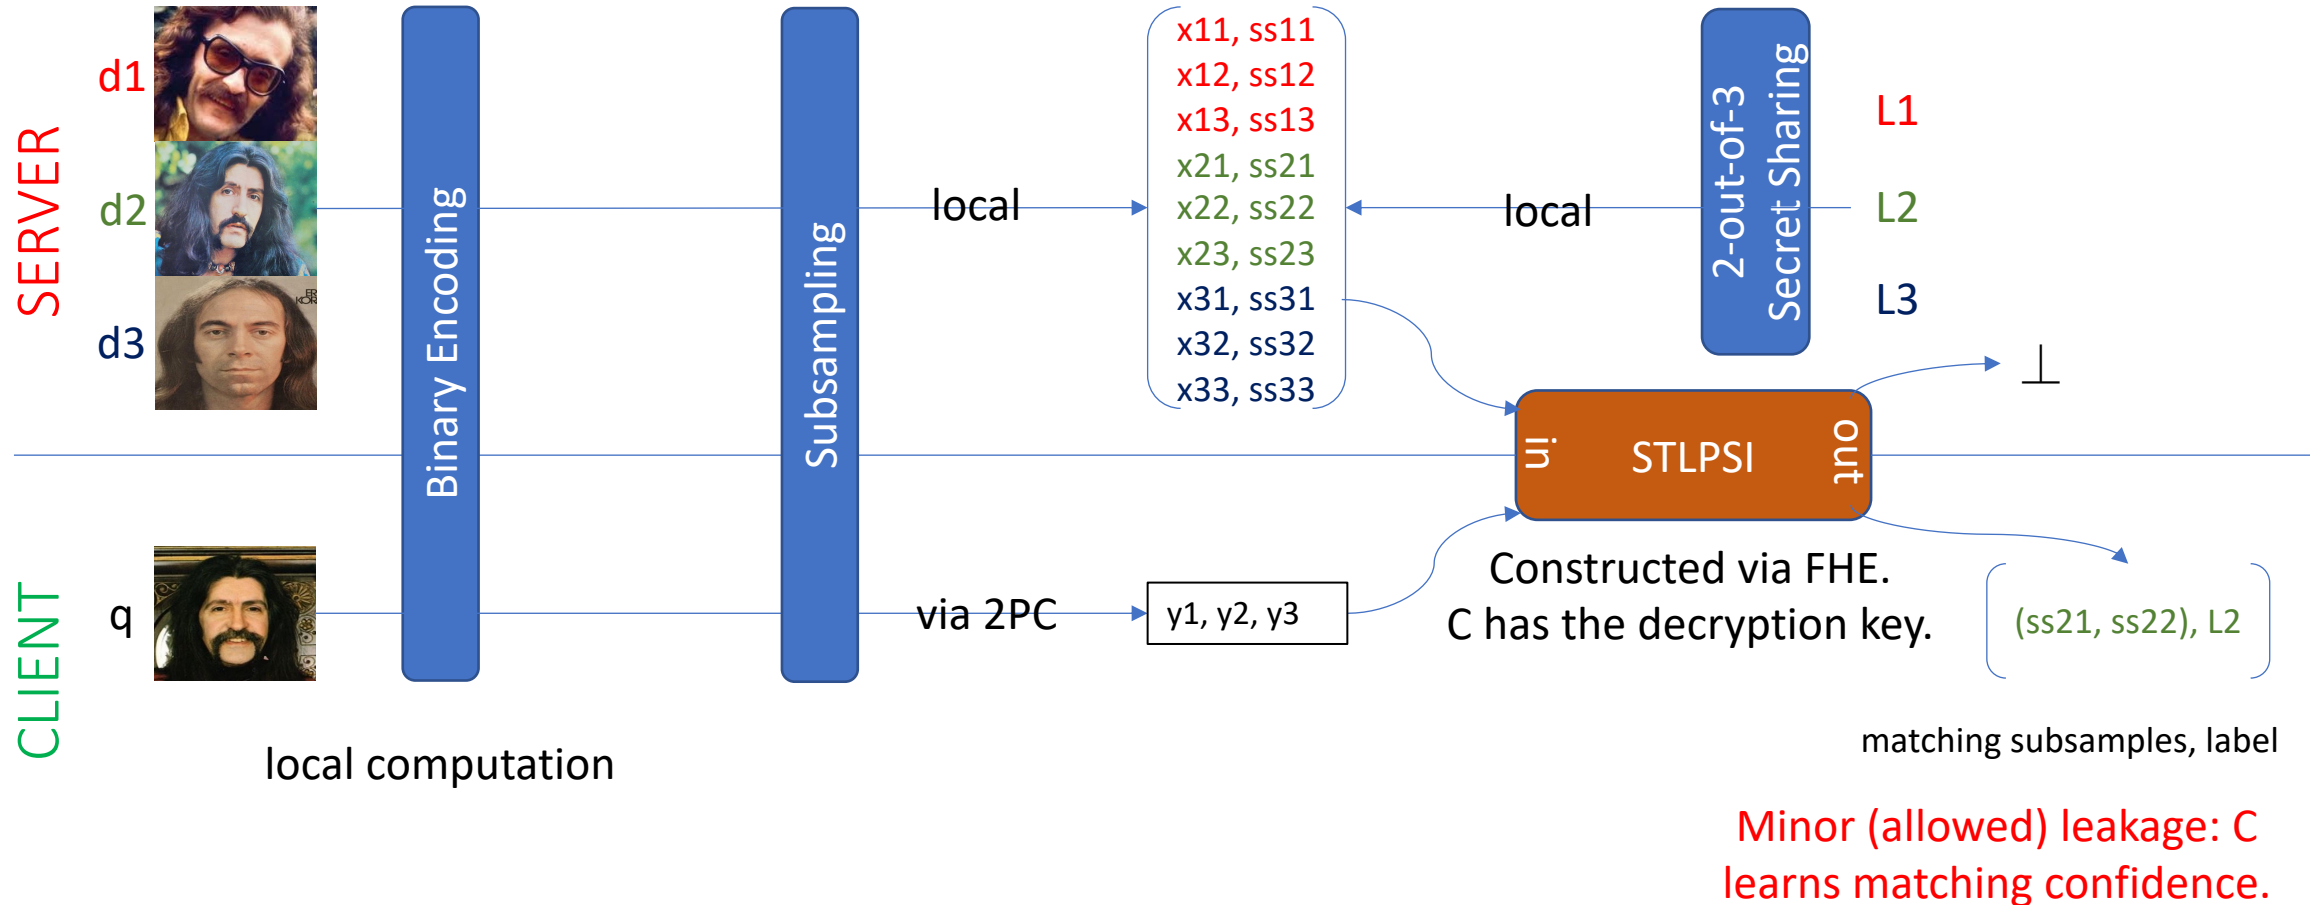 SERVER
d1
d2
d3
ER
KOR
Binary Encoding
Subsampling
local
x11, ss11
x12, ss12
x13, ss13
x21, ss21
x22, ss22
x23, ss23
x31, ss31
x32, ss32
x33, ss33
local
2-out-of-3
Secret Sharing
L1
L2
L3
⊥
in
STLPSI
out
CLIENT
q
via 2PC
y1, y2, y3
Constructed via FHE.
C has the decryption key.
(ss21, ss22), L2
local computation
matching subsamples, label
Minor (allowed) leakage: C
learns matching confidence.